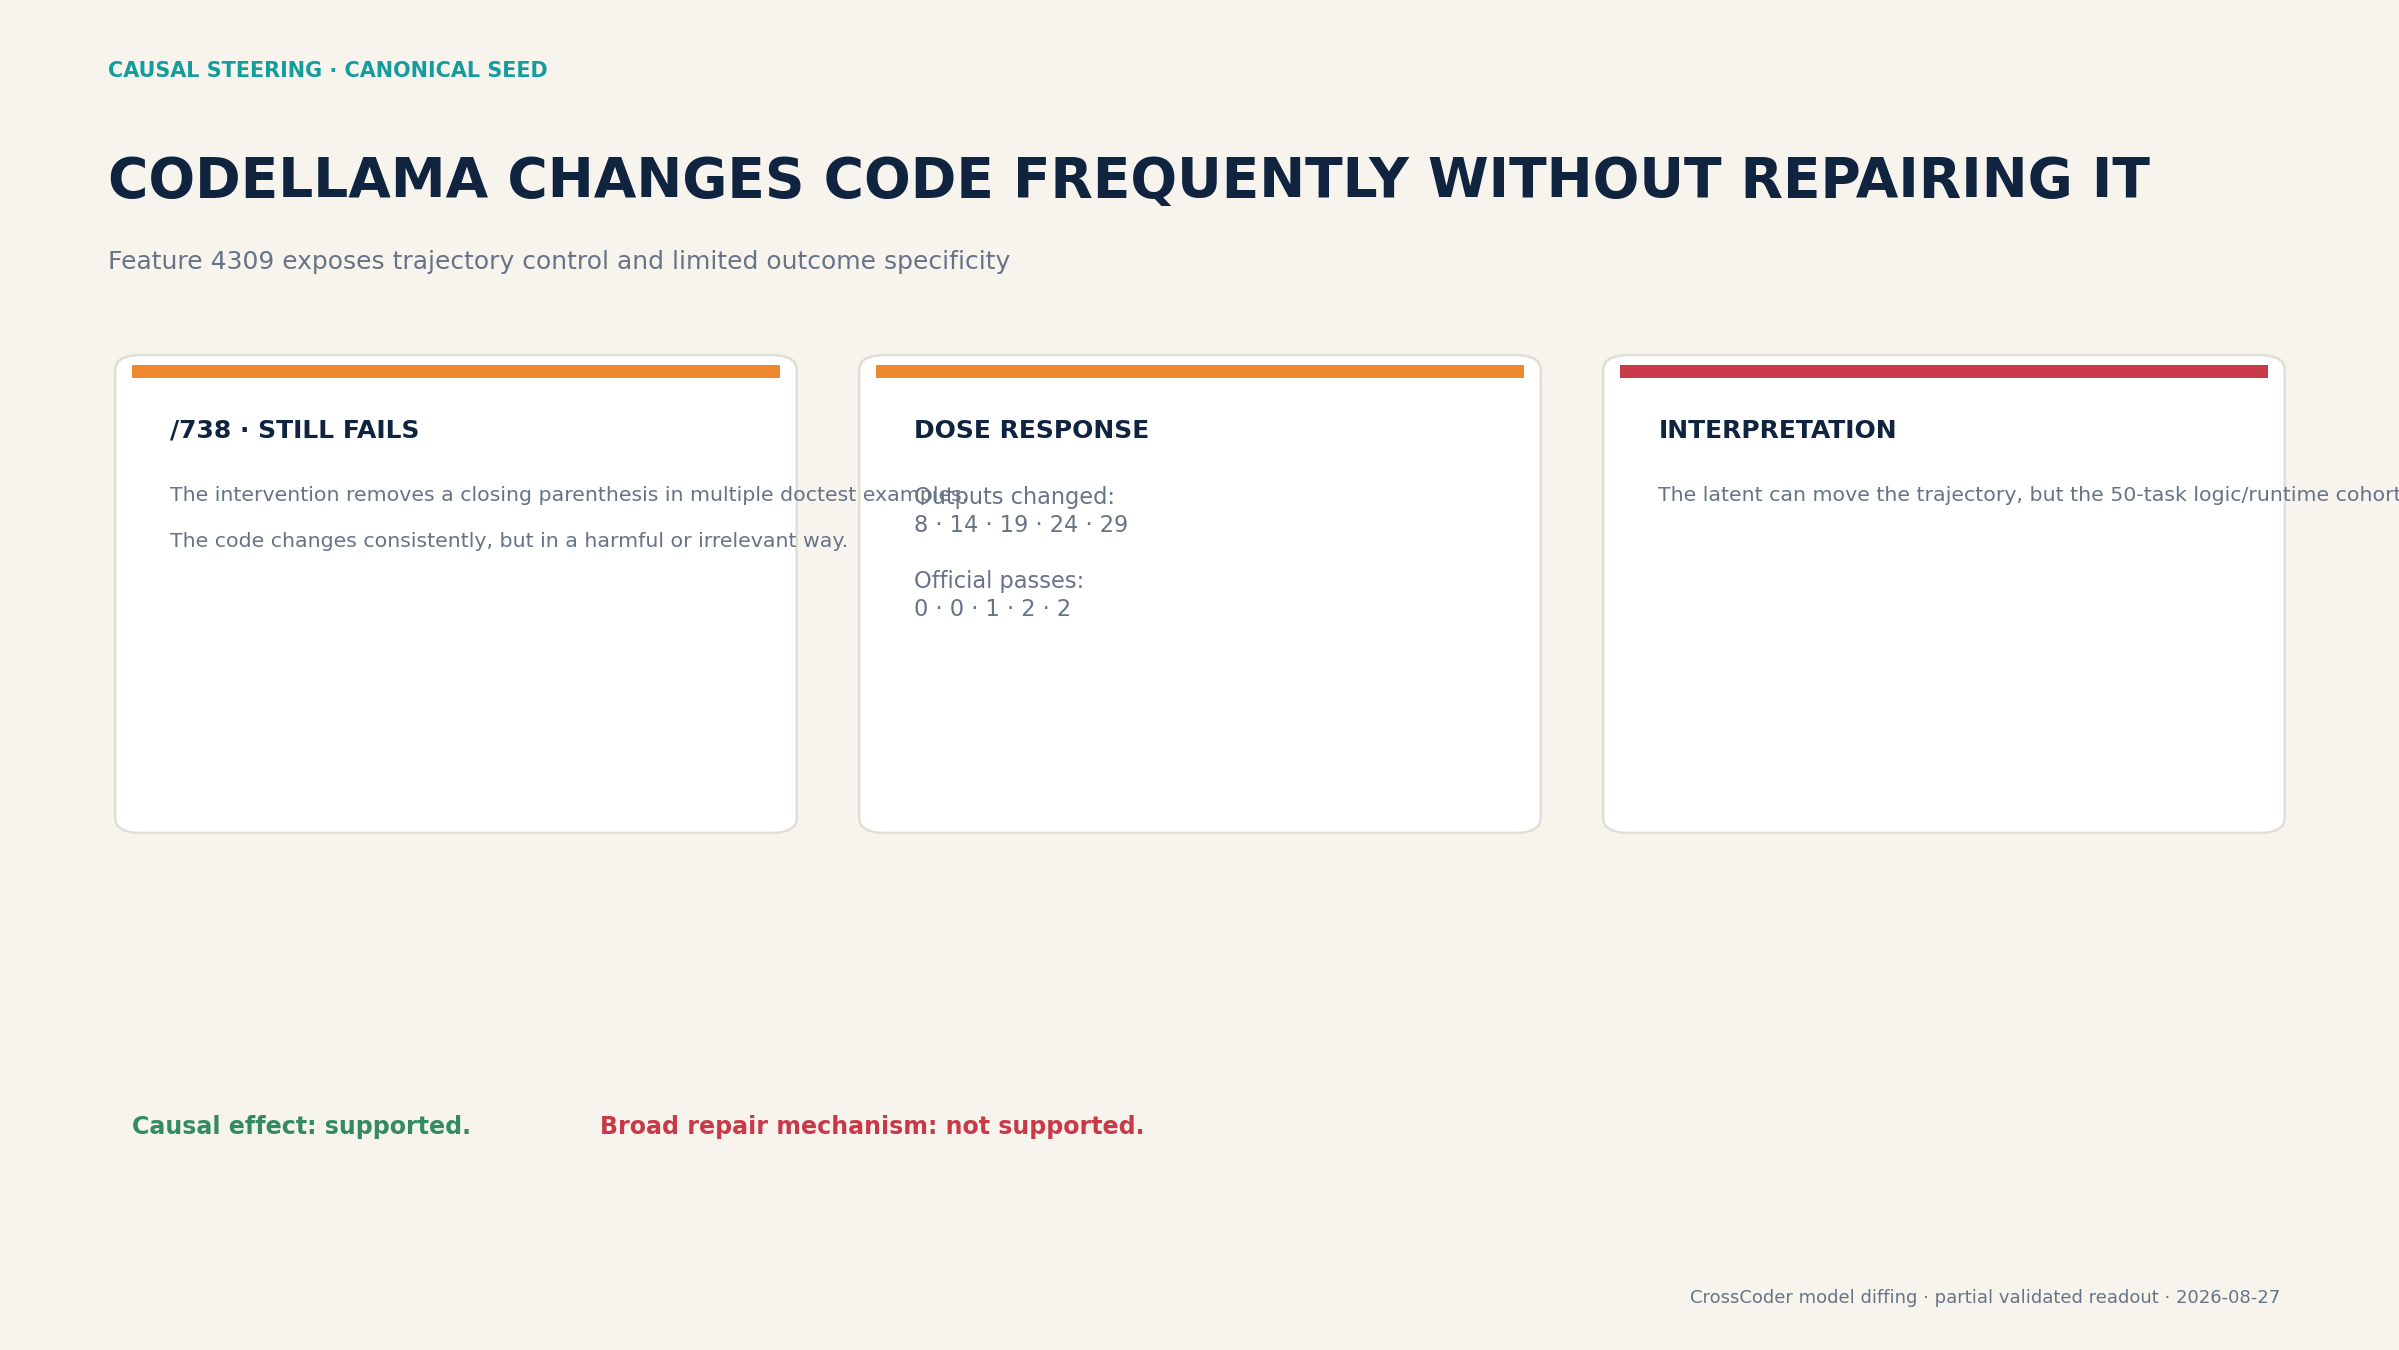 CAUSAL STEERING · CANONICAL SEED
CODELLAMA CHANGES CODE FREQUENTLY WITHOUT REPAIRING IT
Feature 4309 exposes trajectory control and limited outcome specificity
/738 · STILL FAILS
The intervention removes a closing parenthesis in multiple doctest examples.
The code changes consistently, but in a harmful or irrelevant way.
DOSE RESPONSE
Outputs changed:
8 · 14 · 19 · 24 · 29
Official passes:
0 · 0 · 1 · 2 · 2
INTERPRETATION
The latent can move the trajectory, but the 50-task logic/runtime cohort
Causal effect: supported.
Broad repair mechanism: not supported.
CrossCoder model diffing · partial validated readout · 2026-08-27